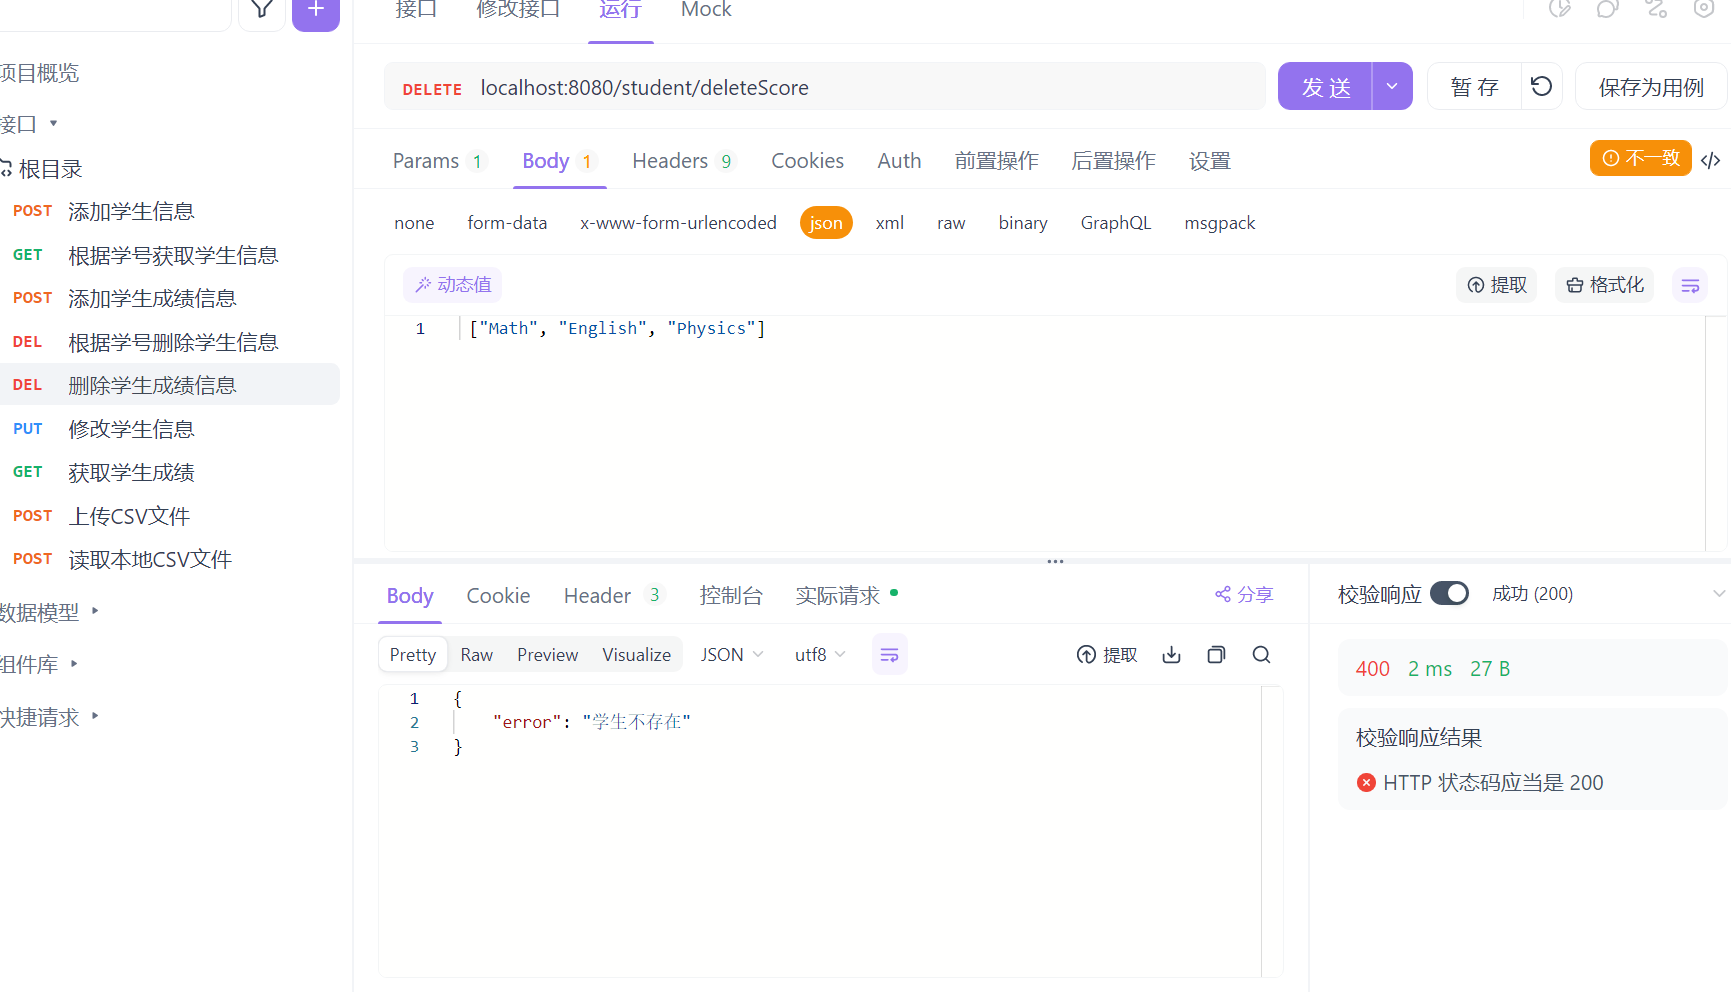 接口 修改接口 运行 Mock
项目概览
接口
根目录
POST 添加学生信息
GET 根据学号获取学生信息
POST 添加学生成绩信息
DEL 根据学号删除学生信息
DEL 删除学生成绩信息
PUT 修改学生信息
GET 获取学生成绩
POST 上传CSV文件
POST 读取本地CSV文件
数据模型
组件库
快捷请求
DELETE localhost:8080/student/deleteScore
发送 暂存 保存为用例
Params 1 Body 1 Headers 9 Cookies Auth 前置操作 后置操作 设置 不一致
none form-data x-www-form-urlencoded json xml raw binary GraphQL msgpack
动态值 提取 格式化
1 ["Math", "English", "Physics"]
Body Cookie Header 3 控制台 实际请求 分享
Pretty Raw Preview Visualize JSON utf8 提取
1 {
2 "error": "学生不存在"
3 }
校验响应 成功 (200)
400 2 ms 27 B
校验响应结果
HTTP 状态码应当是 200